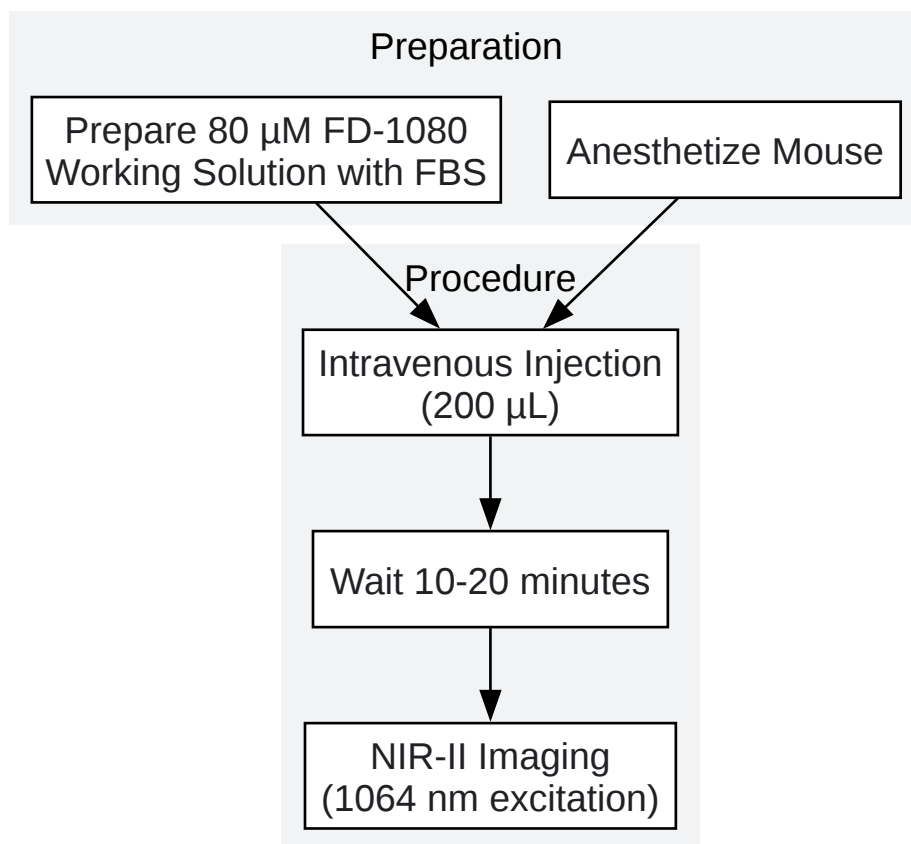 Preparation
Prepare 80 µM FD-1080
Working Solution with FBS
Anesthetize Mouse
Procedure
Intravenous Injection
(200 µL)
Wait 10-20 minutes
NIR-II Imaging
(1064 nm excitation)